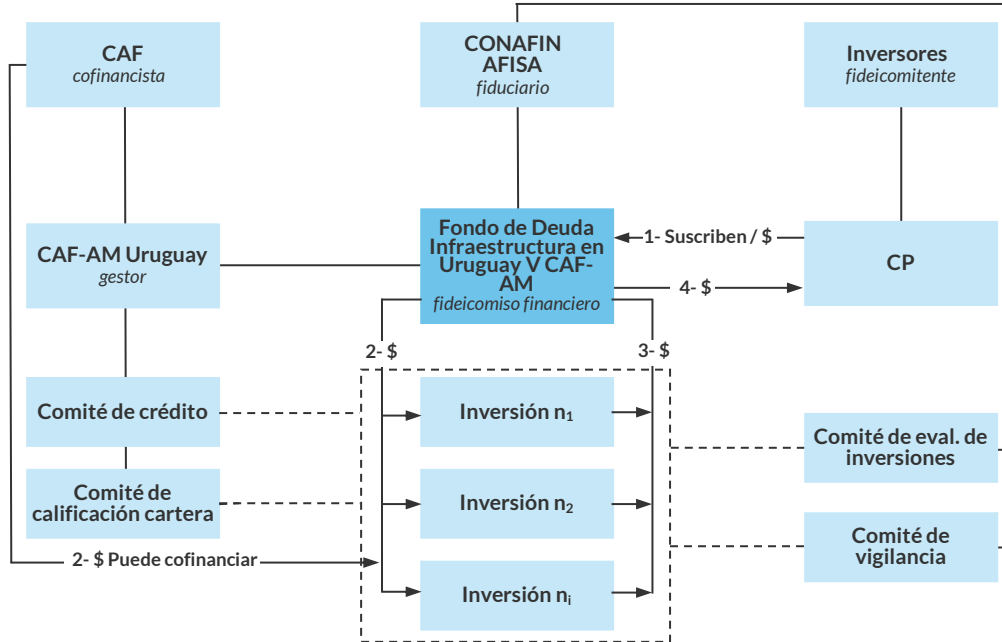 CAF
cofinancista
CONAFIN
AFISA
fiduciario
Inversores
fideicomitente
CAF-AM Uruguay
gestor
Fondo de Deuda
Infraestructura en
Uruguay V CAF-
AM
fideicomiso financiero
1- Suscriben / $
4- $
CP
2- $
3- $
Comité de crédito
Inversión n₁
Comité de eval. de
inversiones
Comité de
calificación cartera
Inversión n₂
Comité de
vigilancia
2- $ Puede cofinanciar
Inversión nᵢ